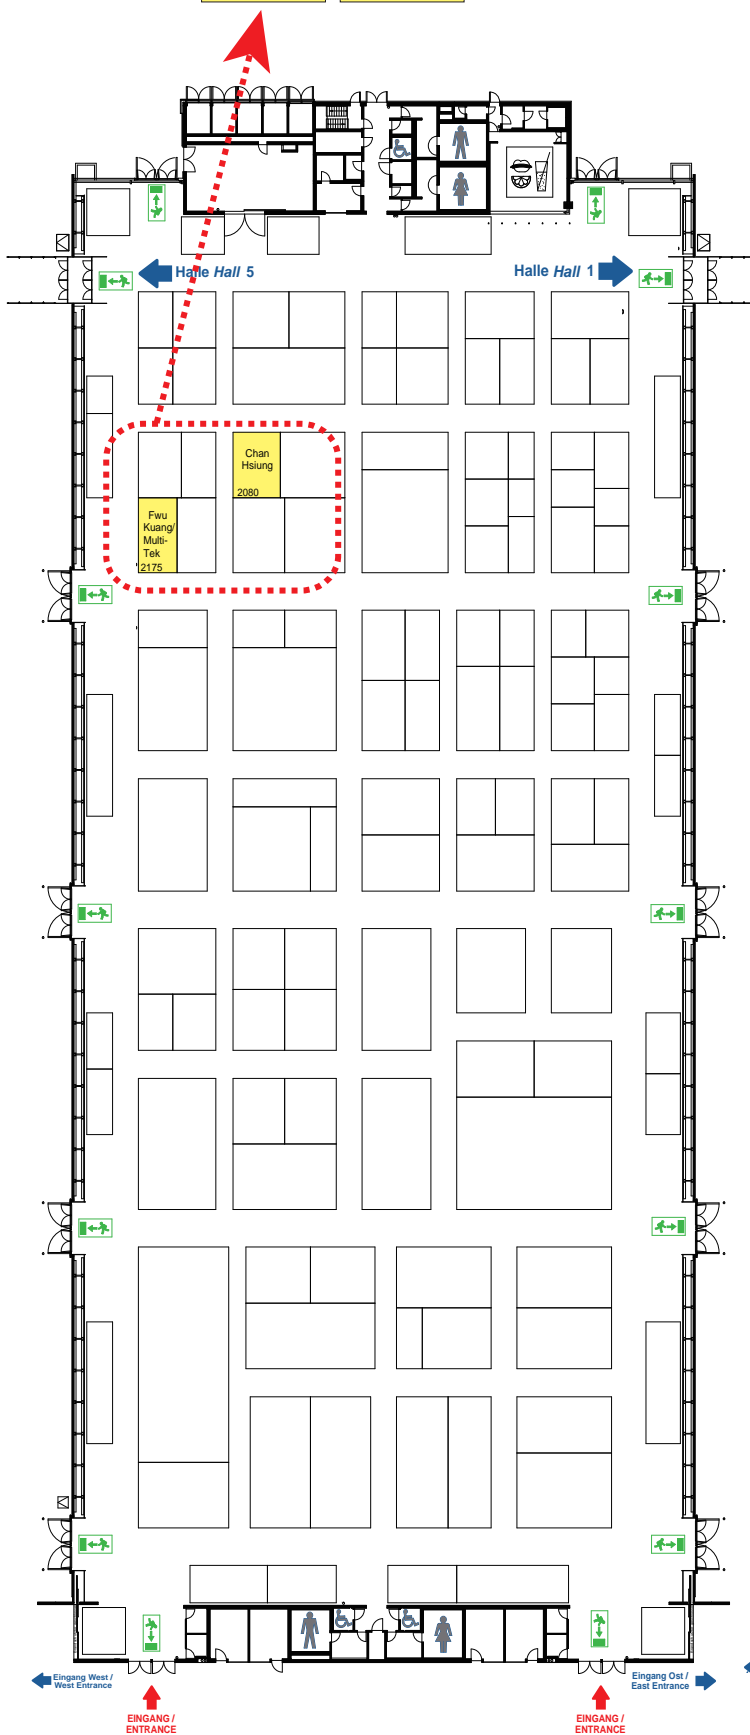 Halle Hall 5
Halle Hall 1
Chan
Hsiung
2080
Fwu
Kuang/
Multi-
Tek
2175
Eingang West /
West Entrance
Eingang Ost /
East Entrance
EINGANG /
ENTRANCE
EINGANG /
ENTRANCE